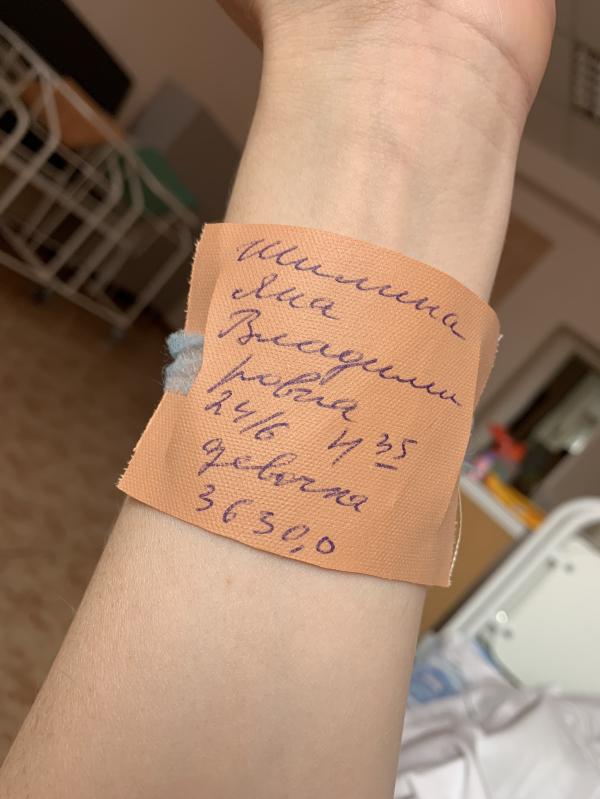 Шилина
Яна
Владими
ровна
24/6 4 35
девочка
3630,0